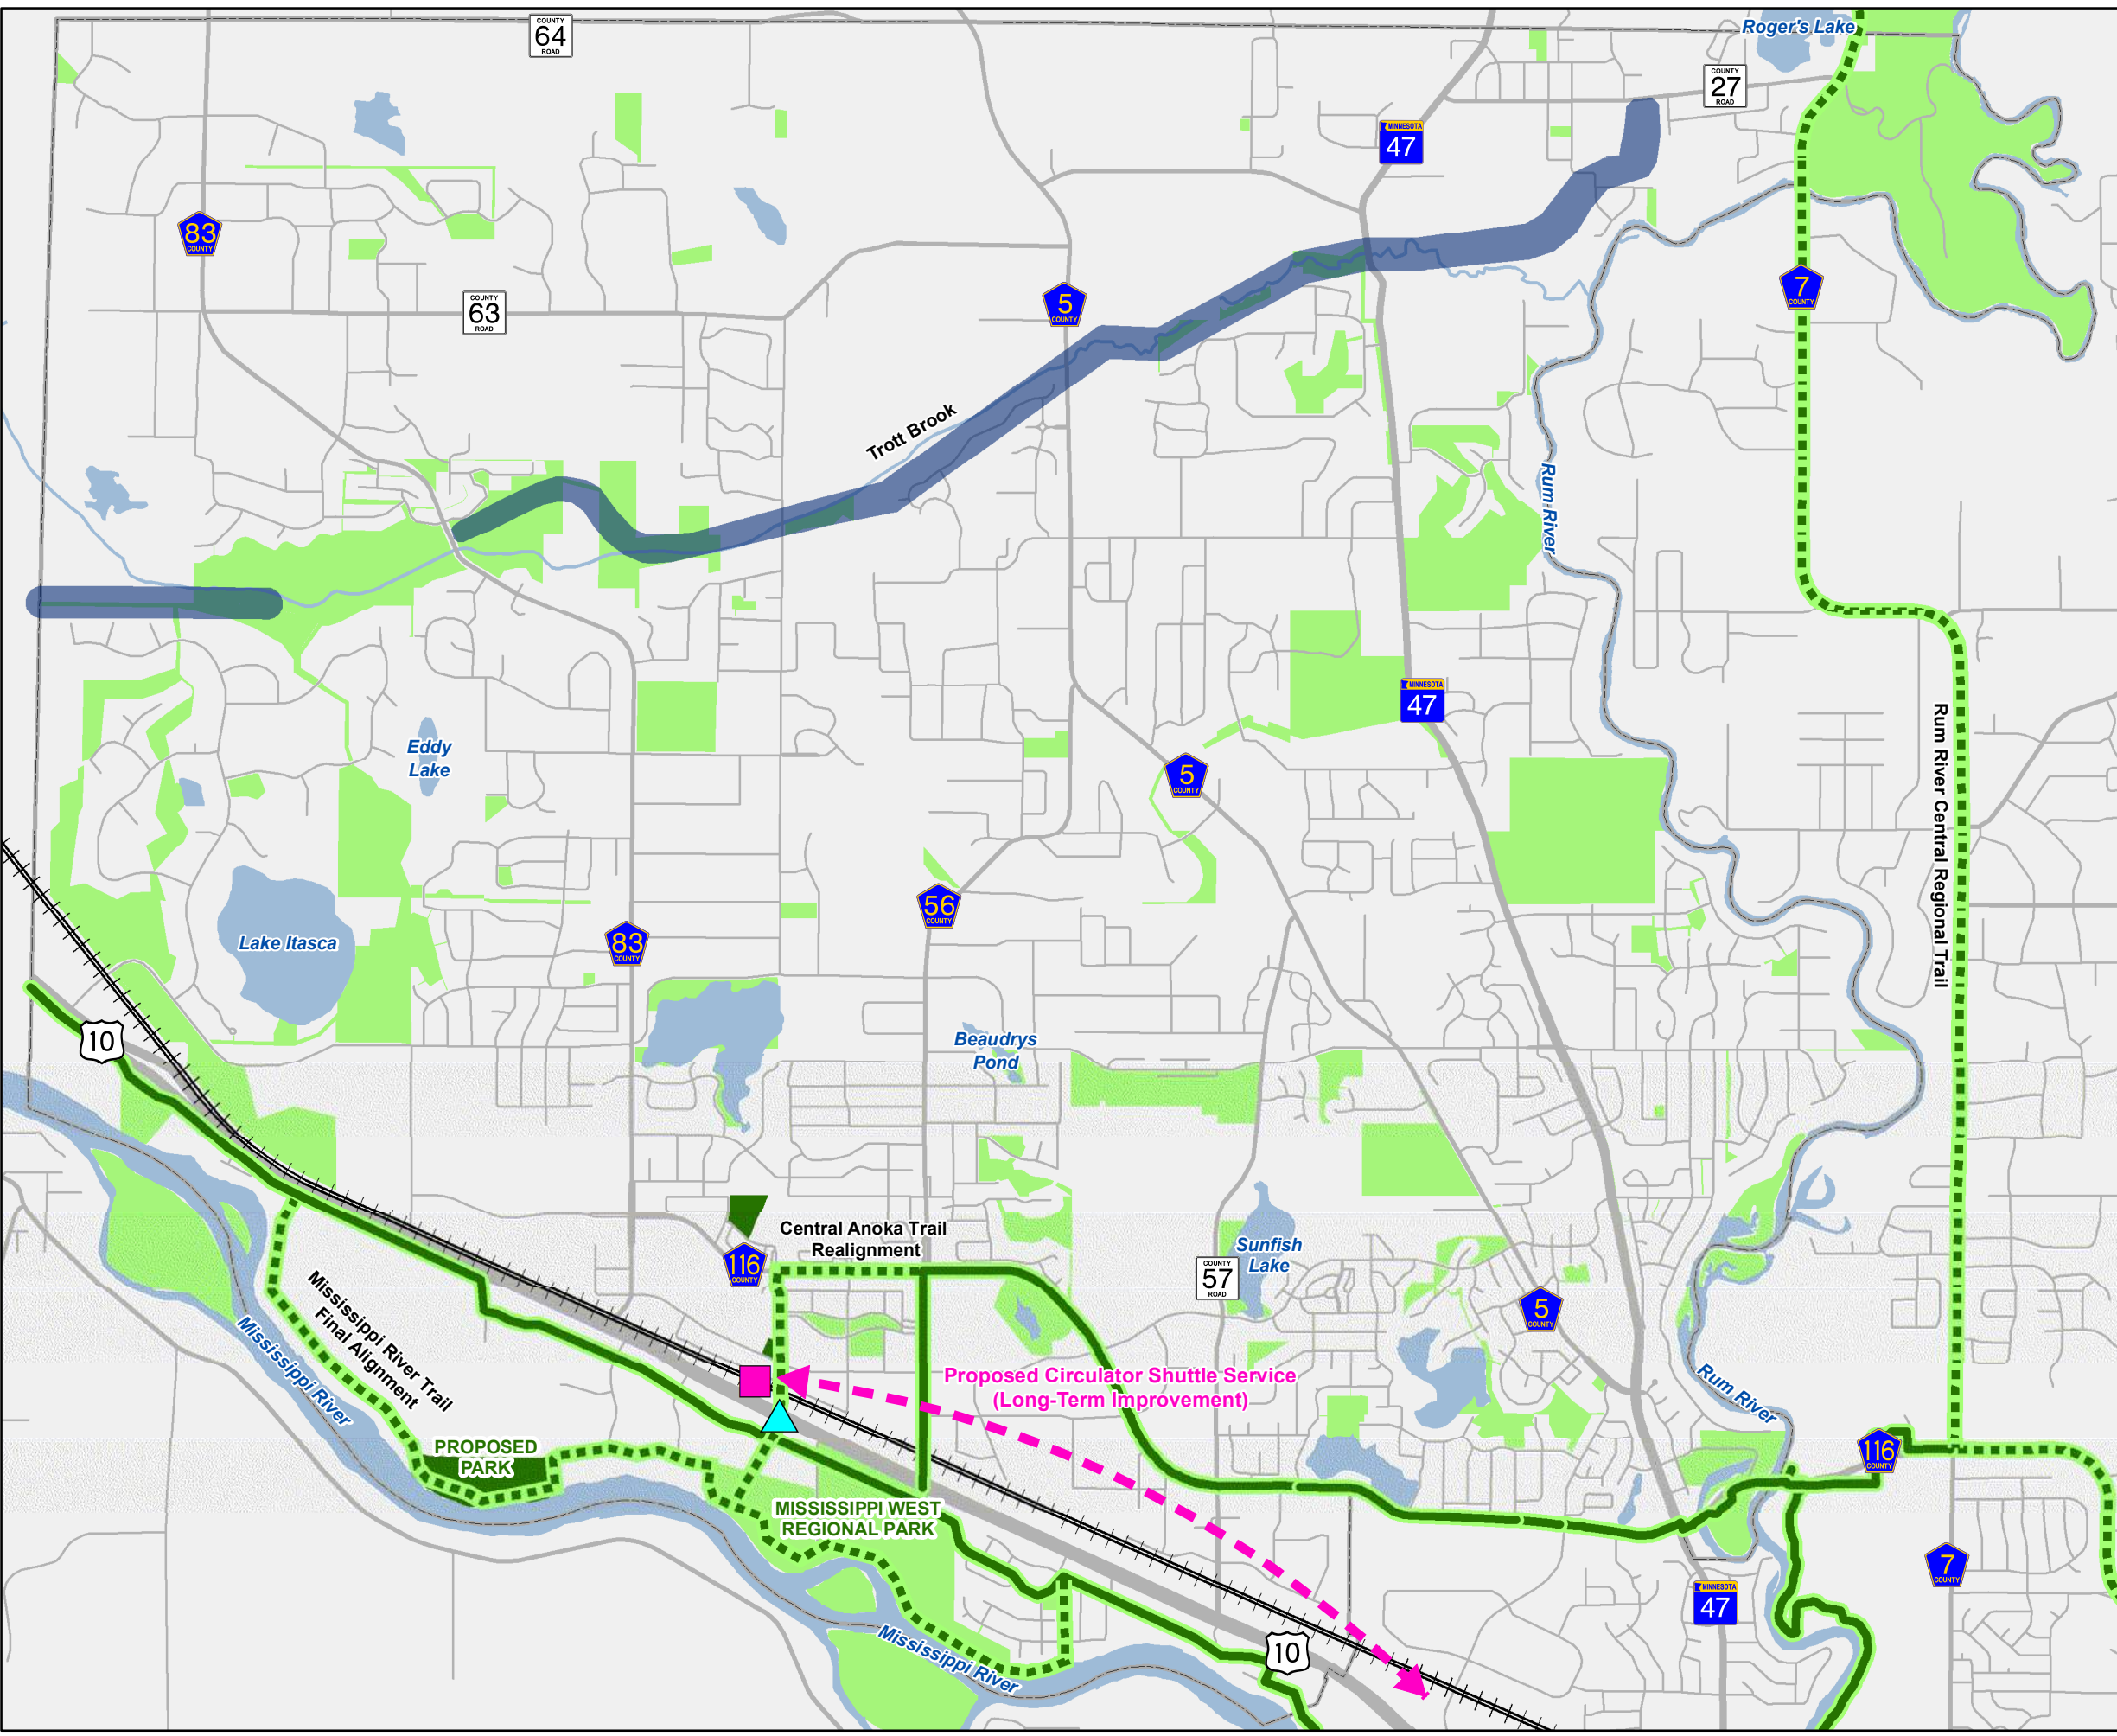 COUNTY
64
ROAD
Roger's Lake
COUNTY
27
ROAD
MINNESOTA
47
83
COUNTY
COUNTY
63
ROAD
5
COUNTY
7
COUNTY
Trott Brook
Rum River
MINNESOTA
47
Eddy
Lake
5
COUNTY
Rum River Central Regional Trail
56
COUNTY
83
COUNTY
Lake Itasca
10
Beaudrys
Pond
Central Anoka Trail
Realignment
116
COUNTY
Sunfish
Lake
COUNTY
57
ROAD
5
COUNTY
Mississippi River Trail
Final Alignment
Mississippi River
Proposed Circulator Shuttle Service
(Long-Term Improvement)
Rum River
PROPOSED
PARK
116
COUNTY
MISSISSIPPI WEST
REGIONAL PARK
7
COUNTY
MINNESOTA
47
Mississippi River
10